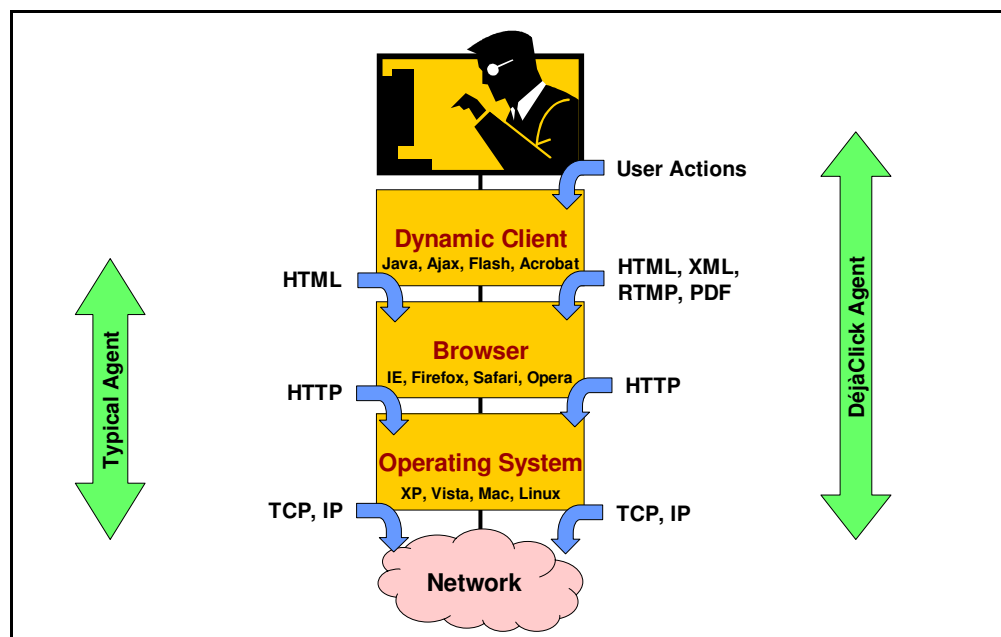 User Actions
Dynamic Client
Java, Ajax, Flash, Acrobat
HTML
HTML, XML,
RTMP, PDF
Browser
IE, Firefox, Safari, Opera
HTTP
HTTP
Operating System
XP, Vista, Mac, Linux
TCP, IP
TCP, IP
Network
Typical Agent
DéjàClick Agent